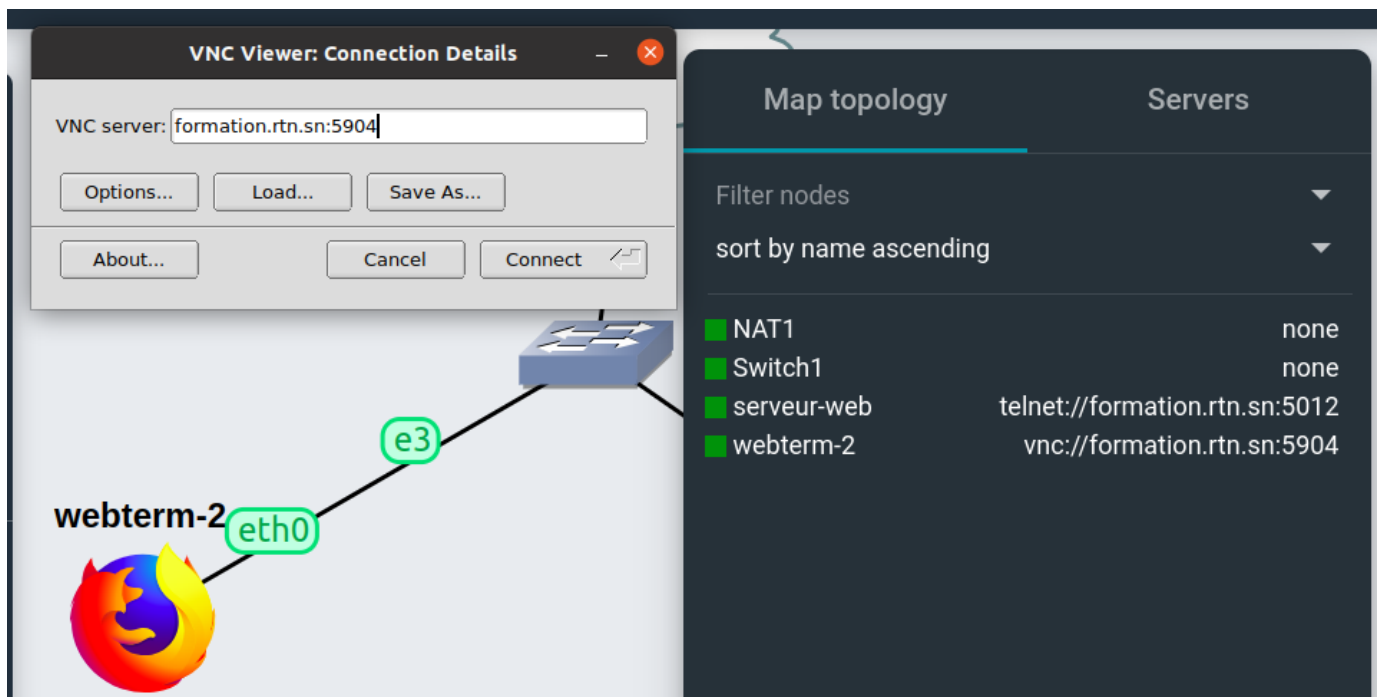 VNC Viewer: Connection Details
VNC server: formation.rtn.sn:5904
Options... Load... Save As...
About... Cancel Connect
e3
webterm-2
eth0
Map topology Servers
Filter nodes
sort by name ascending
NAT1 none
Switch1 none
serveur-web telnet://formation.rtn.sn:5012
webterm-2 vnc://formation.rtn.sn:5904